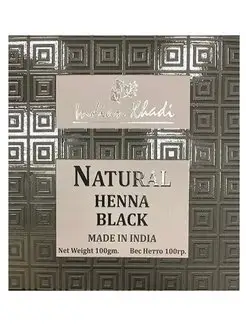 Indian Khadi
NATURAL
HENNA
BLACK
MADE IN INDIA
Net Weight 100gm. Вес Нетто 100гр.